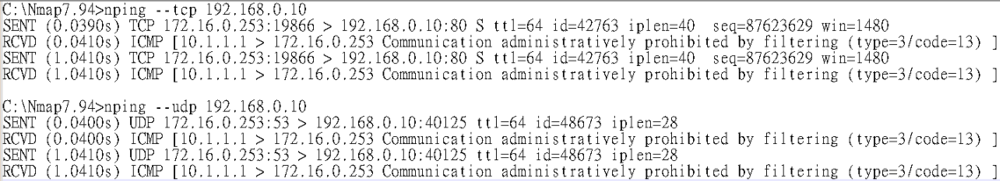 C:\Nmap7.94>nping --tcp 192.168.0.10
SENT (0.0390s) TCP 172.16.0.253:19866 > 192.168.0.10:80 S ttl=64 id=42763 iplen=40  seq=87623629 win=1480
RCVD (0.0410s) ICMP [10.1.1.1 > 172.16.0.253 Communication administratively prohibited by filtering (type=3/code=13) ]
SENT (1.0410s) TCP 172.16.0.253:19866 > 192.168.0.10:80 S ttl=64 id=42763 iplen=40  seq=87623629 win=1480
RCVD (1.0410s) ICMP [10.1.1.1 > 172.16.0.253 Communication administratively prohibited by filtering (type=3/code=13) ]
C:\Nmap7.94>nping --udp 192.168.0.10
SENT (0.0400s) UDP 172.16.0.253:53 > 192.168.0.10:40125 ttl=64 id=48673 iplen=28
RCVD (0.0400s) ICMP [10.1.1.1 > 172.16.0.253 Communication administratively prohibited by filtering (type=3/code=13) ]
SENT (1.0410s) UDP 172.16.0.253:53 > 192.168.0.10:40125 ttl=64 id=48673 iplen=28
RCVD (1.0410s) ICMP [10.1.1.1 > 172.16.0.253 Communication administratively prohibited by filtering (type=3/code=13) ]